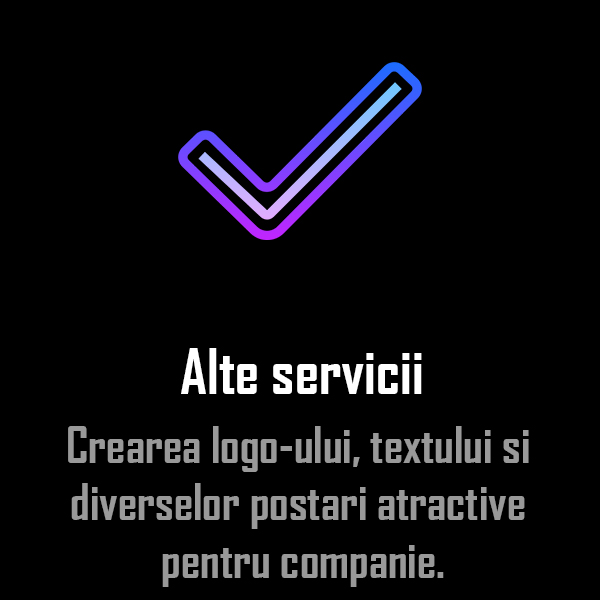 Alte servicii
Crearea logo-ului, textului si
diverselor postari atractive
pentru companie.